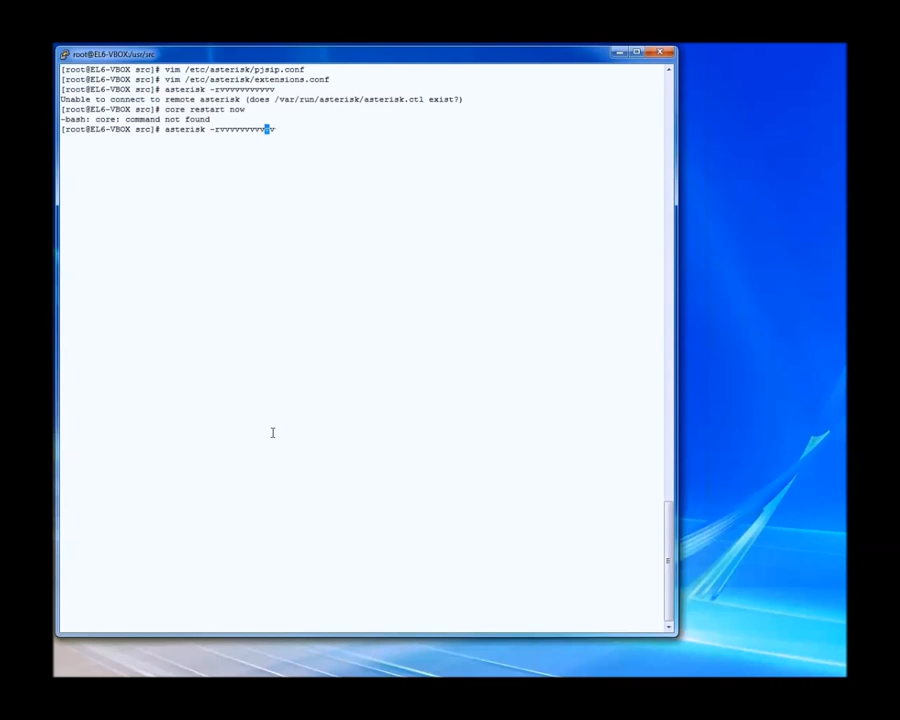 root@EL6-VBOX:/usr/src
[root@EL6-VBOX src]# vim /etc/asterisk/pjsip.conf
[root@EL6-VBOX src]# vim /etc/asterisk/extensions.conf
[root@EL6-VBOX src]# asterisk -rvvvvvvvvvvv
Unable to connect to remote asterisk (does /var/run/asterisk/asterisk.ctl exist?)
[root@EL6-VBOX src]# core restart now
-bash: core: command not found
[root@EL6-VBOX src]# asterisk -rvvvvvvvvvvv